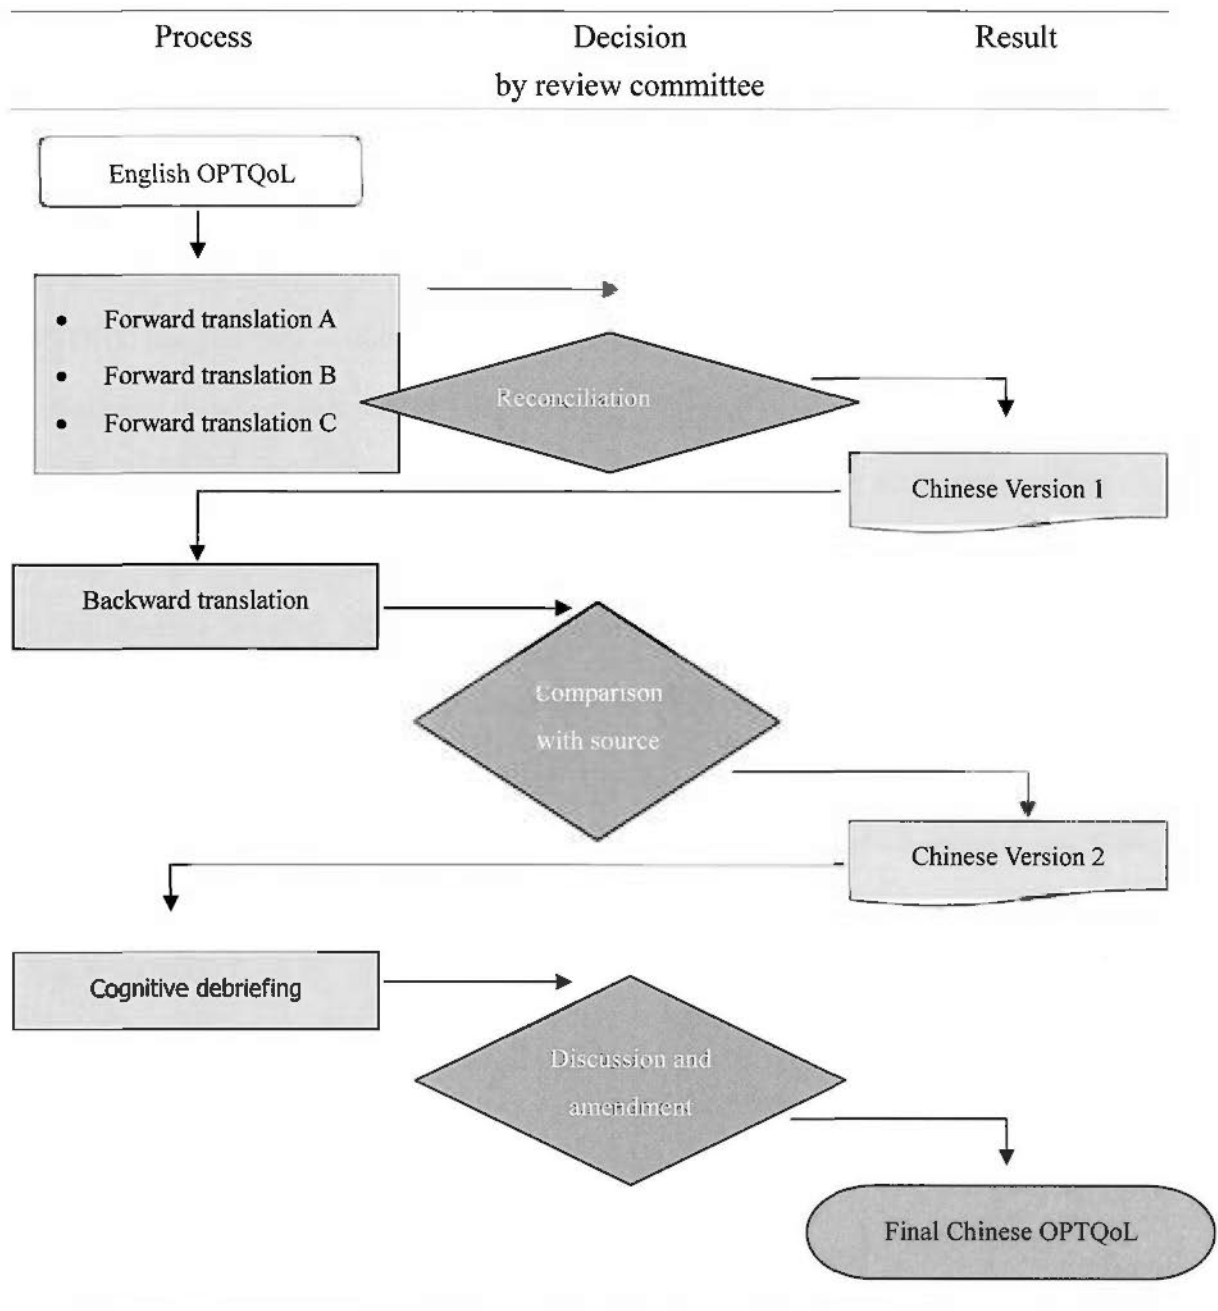 Process Decision Result
by review committee
English OPTQoL
• Forward translation A
• Forward translation B
• Forward translation C
Reconciliation
Chinese Version 1
Backward translation
Comparison
with source
Chinese Version 2
Cognitive debriefing
Discussion and
amendment
Final Chinese OPTQoL